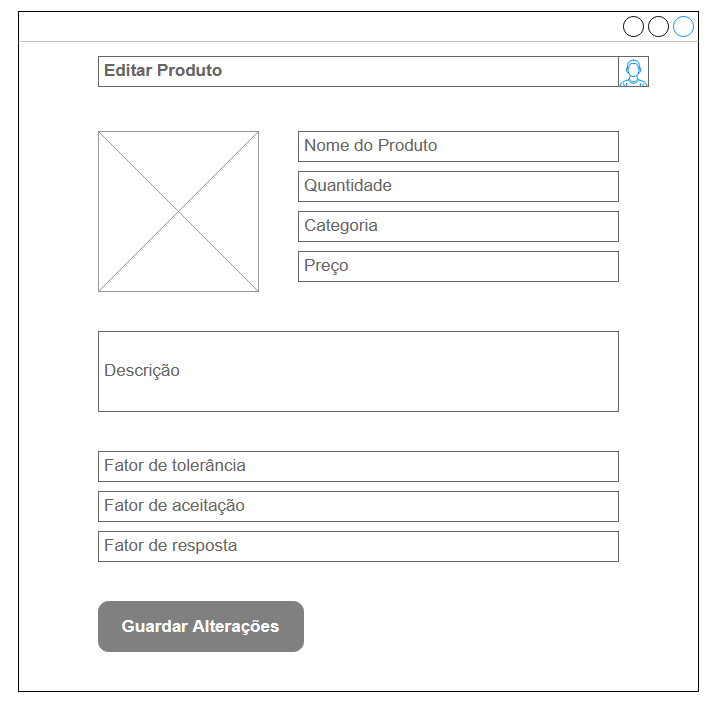 Editar Produto
Nome do Produto
Quantidade
Categoria
Preço
Descrição
Fator de tolerância
Fator de aceitação
Fator de resposta
Guardar Alterações